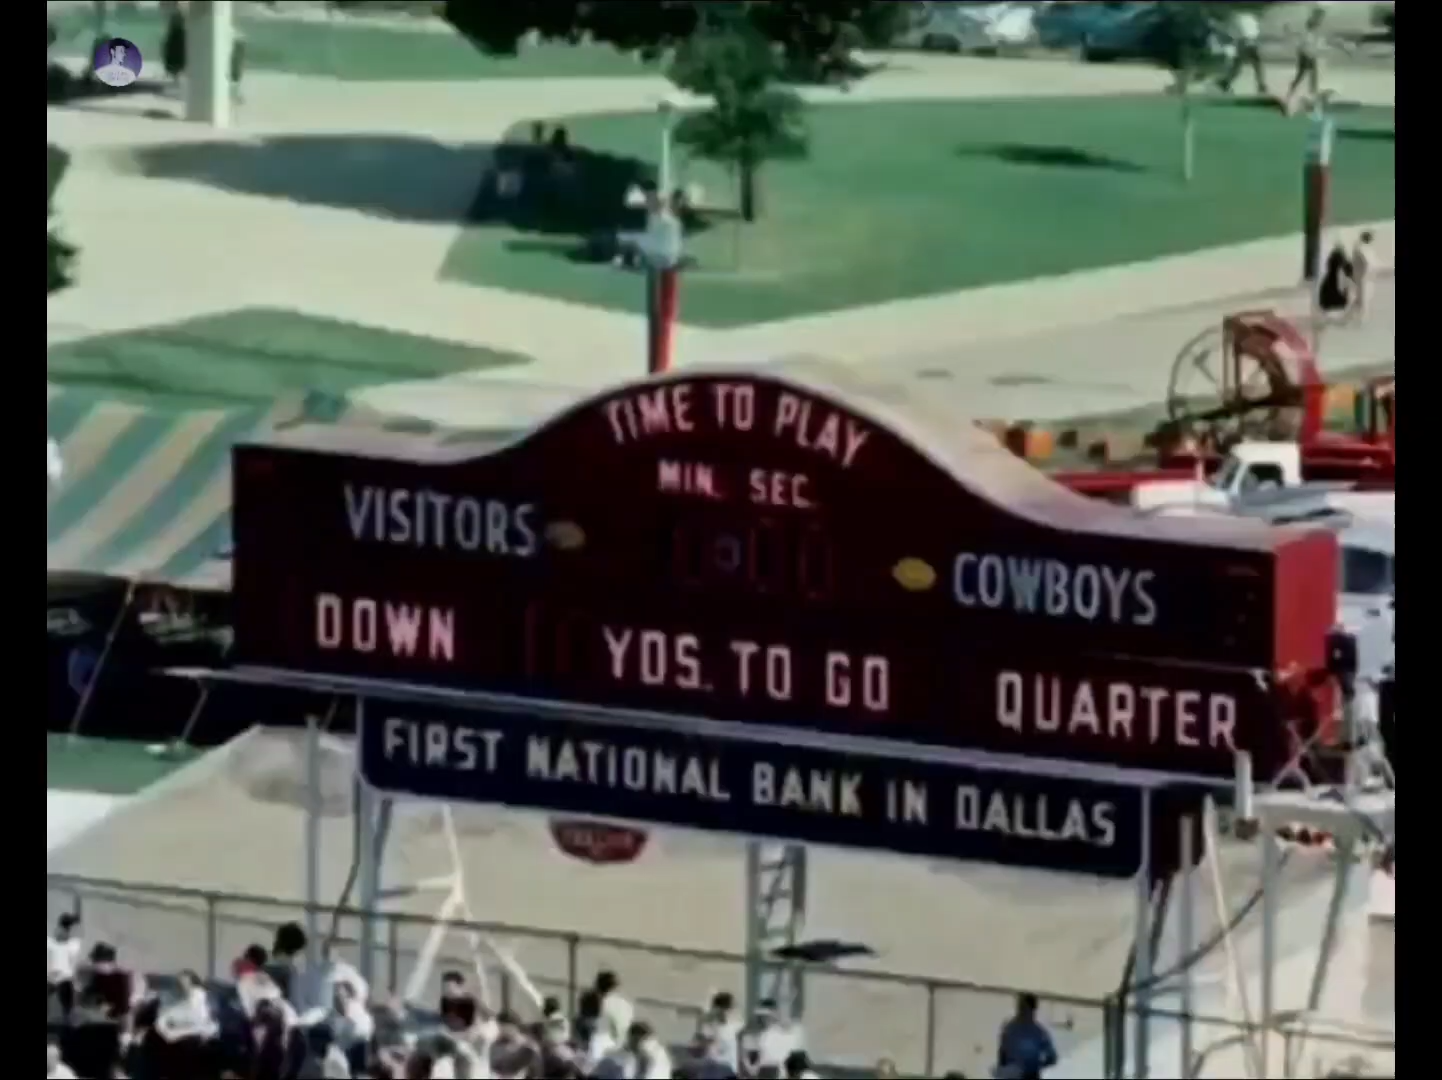 TIME TO PLAY
MIN. SEC.
VISITORS
COWBOYS
DOWN YDS. TO GO QUARTER
FIRST NATIONAL BANK IN DALLAS